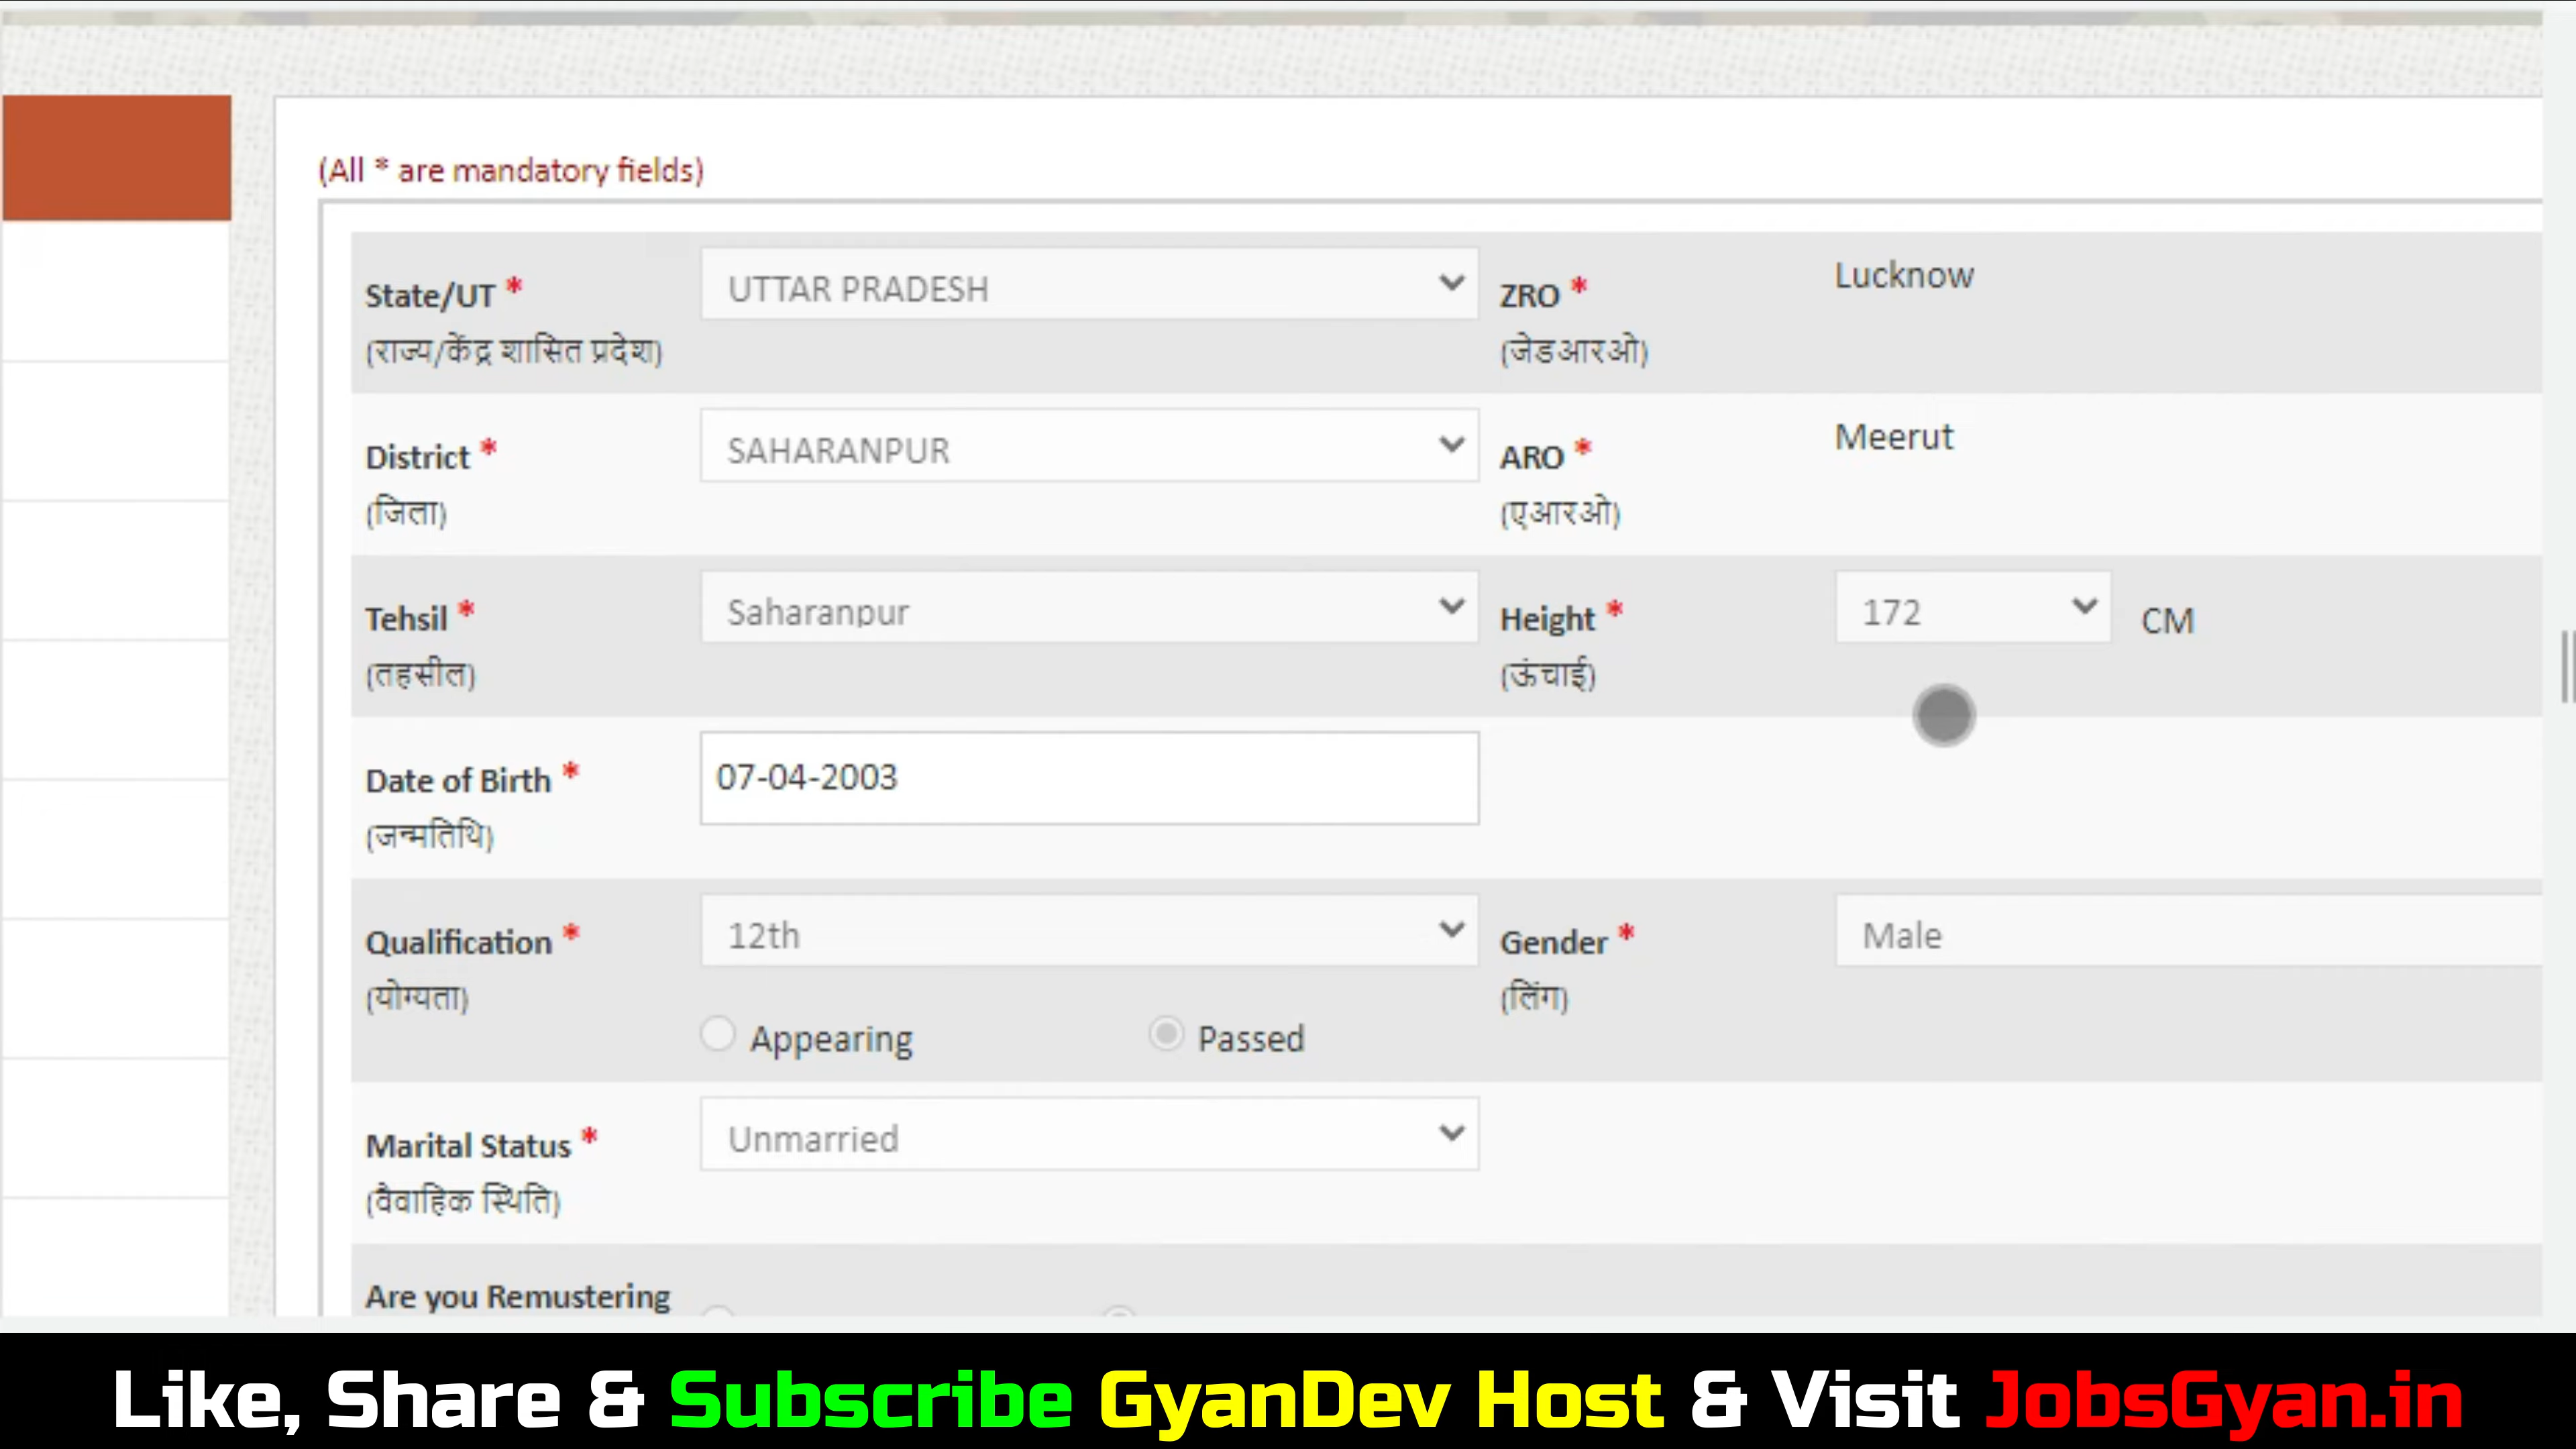 (All * are mandatory fields)
State/UT * UTTAR PRADESH ZRO * Lucknow
(राज्य/केंद्र शासित प्रदेश) (जेडआरओ)
District * SAHARANPUR ARO * Meerut
(जिला) (एआरओ)
Tehsil * Saharanpur Height * 172 CM
(तहसील) (ऊंचाई)
Date of Birth * 07-04-2003
(जन्मतिथि)
Qualification * 12th Gender * Male
(योग्यता) (लिंग)
Appearing Passed
Marital Status * Unmarried
(वैवाहिक स्थिति)
Are you Remustering
Like, Share & Subscribe GyanDev Host & Visit JobsGyan.in